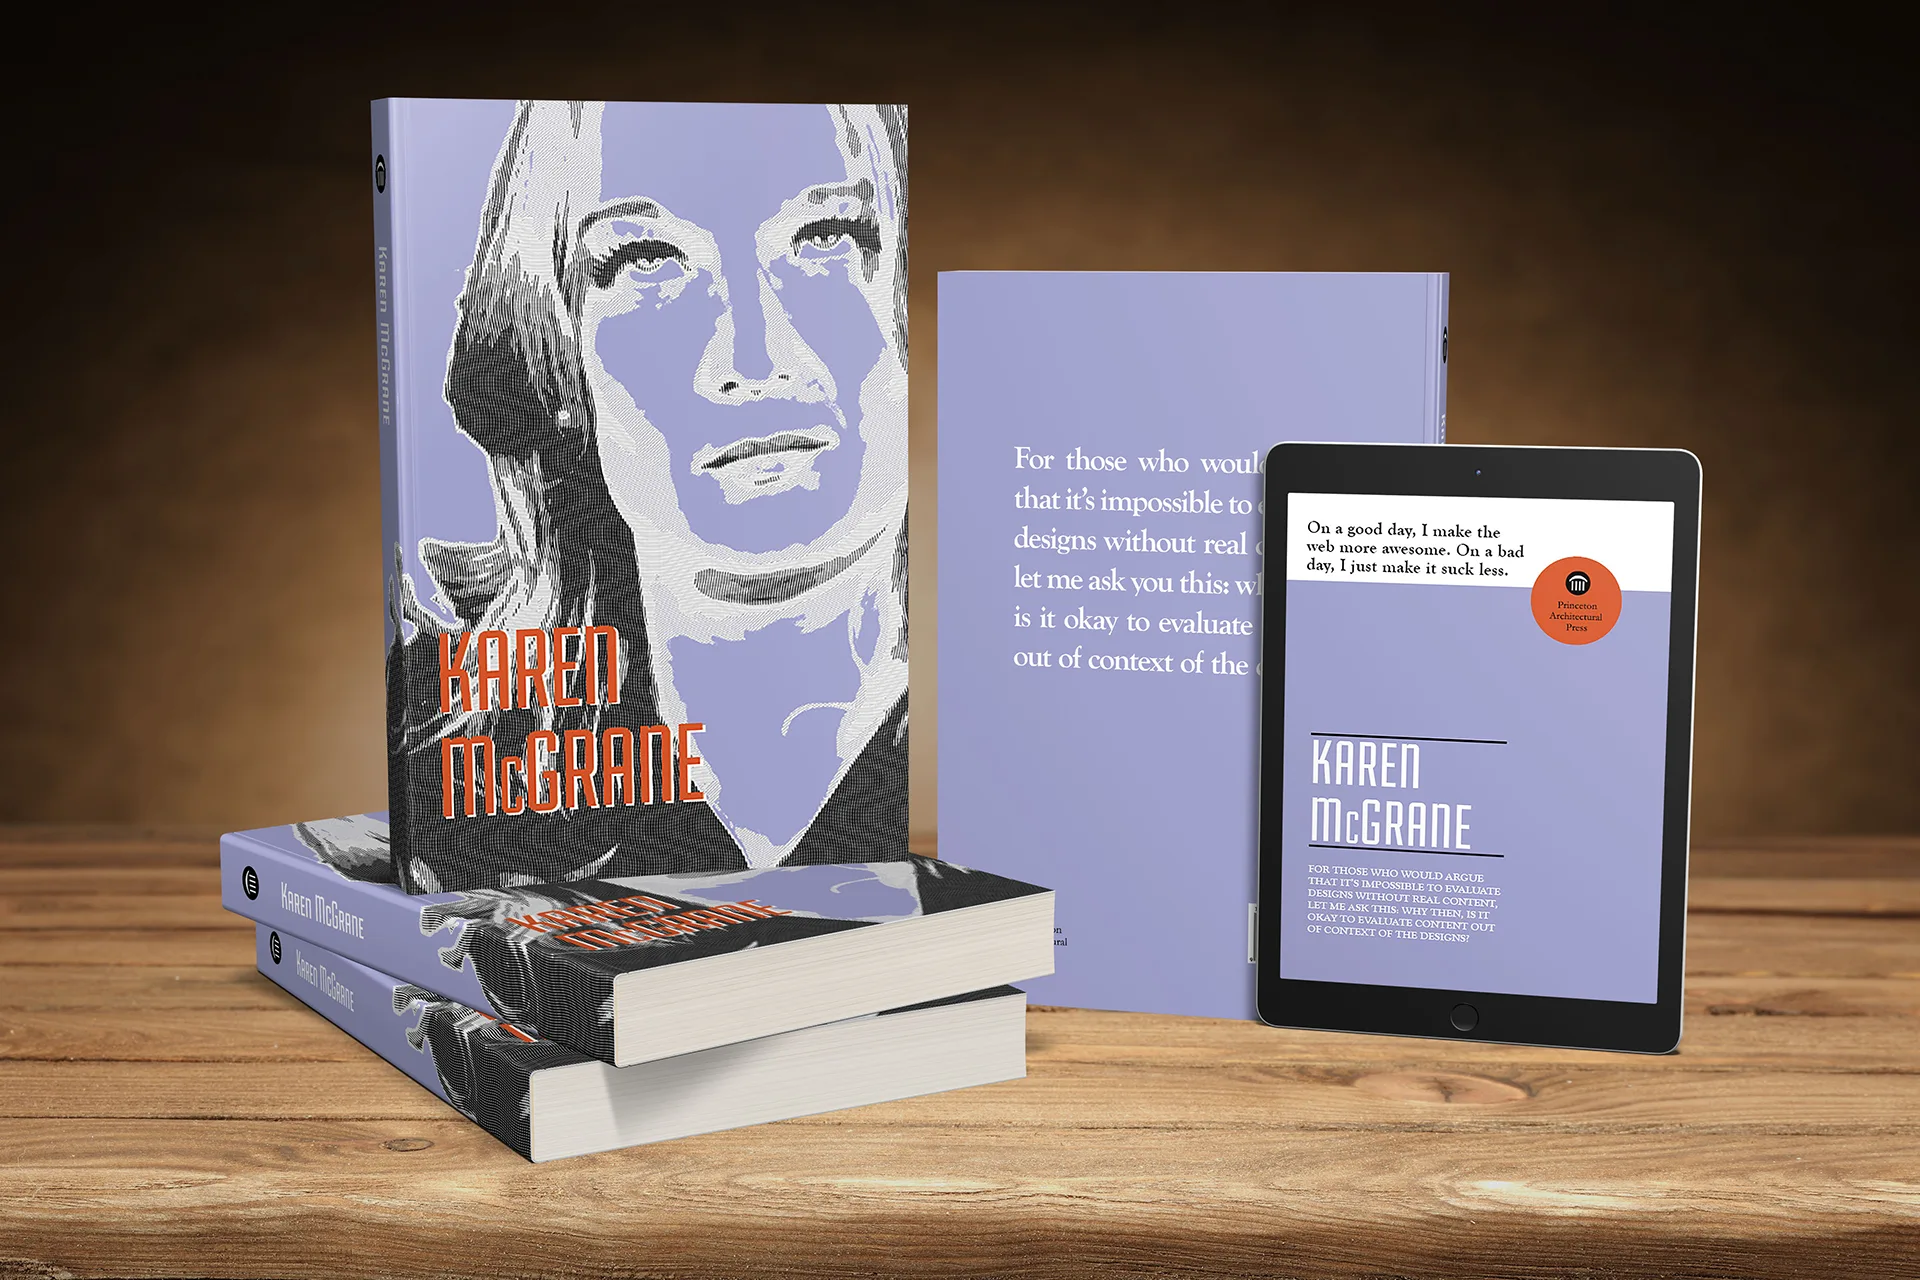 KAREN McGRANE
KAREN
McGRANE
KAREN McGRANE
KAREN
McGRANE
KAREN McGRANE
For those who would
that it's impossible to
designs without real
let me ask you this:
is it okay to evaluate
out of context of the
On a good day, I make the
web more awesome. On a bad
day, I just make it suck less.
Princeton
Architectural
Press
KAREN
McGRANE
FOR THOSE WHO WOULD ARGUE
THAT IT'S IMPOSSIBLE TO EVALUATE
DESIGNS WITHOUT REAL CONTENT,
LET ME ASK THIS: WHY THEN, IS IT
OKAY TO EVALUATE CONTENT OUT
OF CONTEXT OF THE DESIGNS?